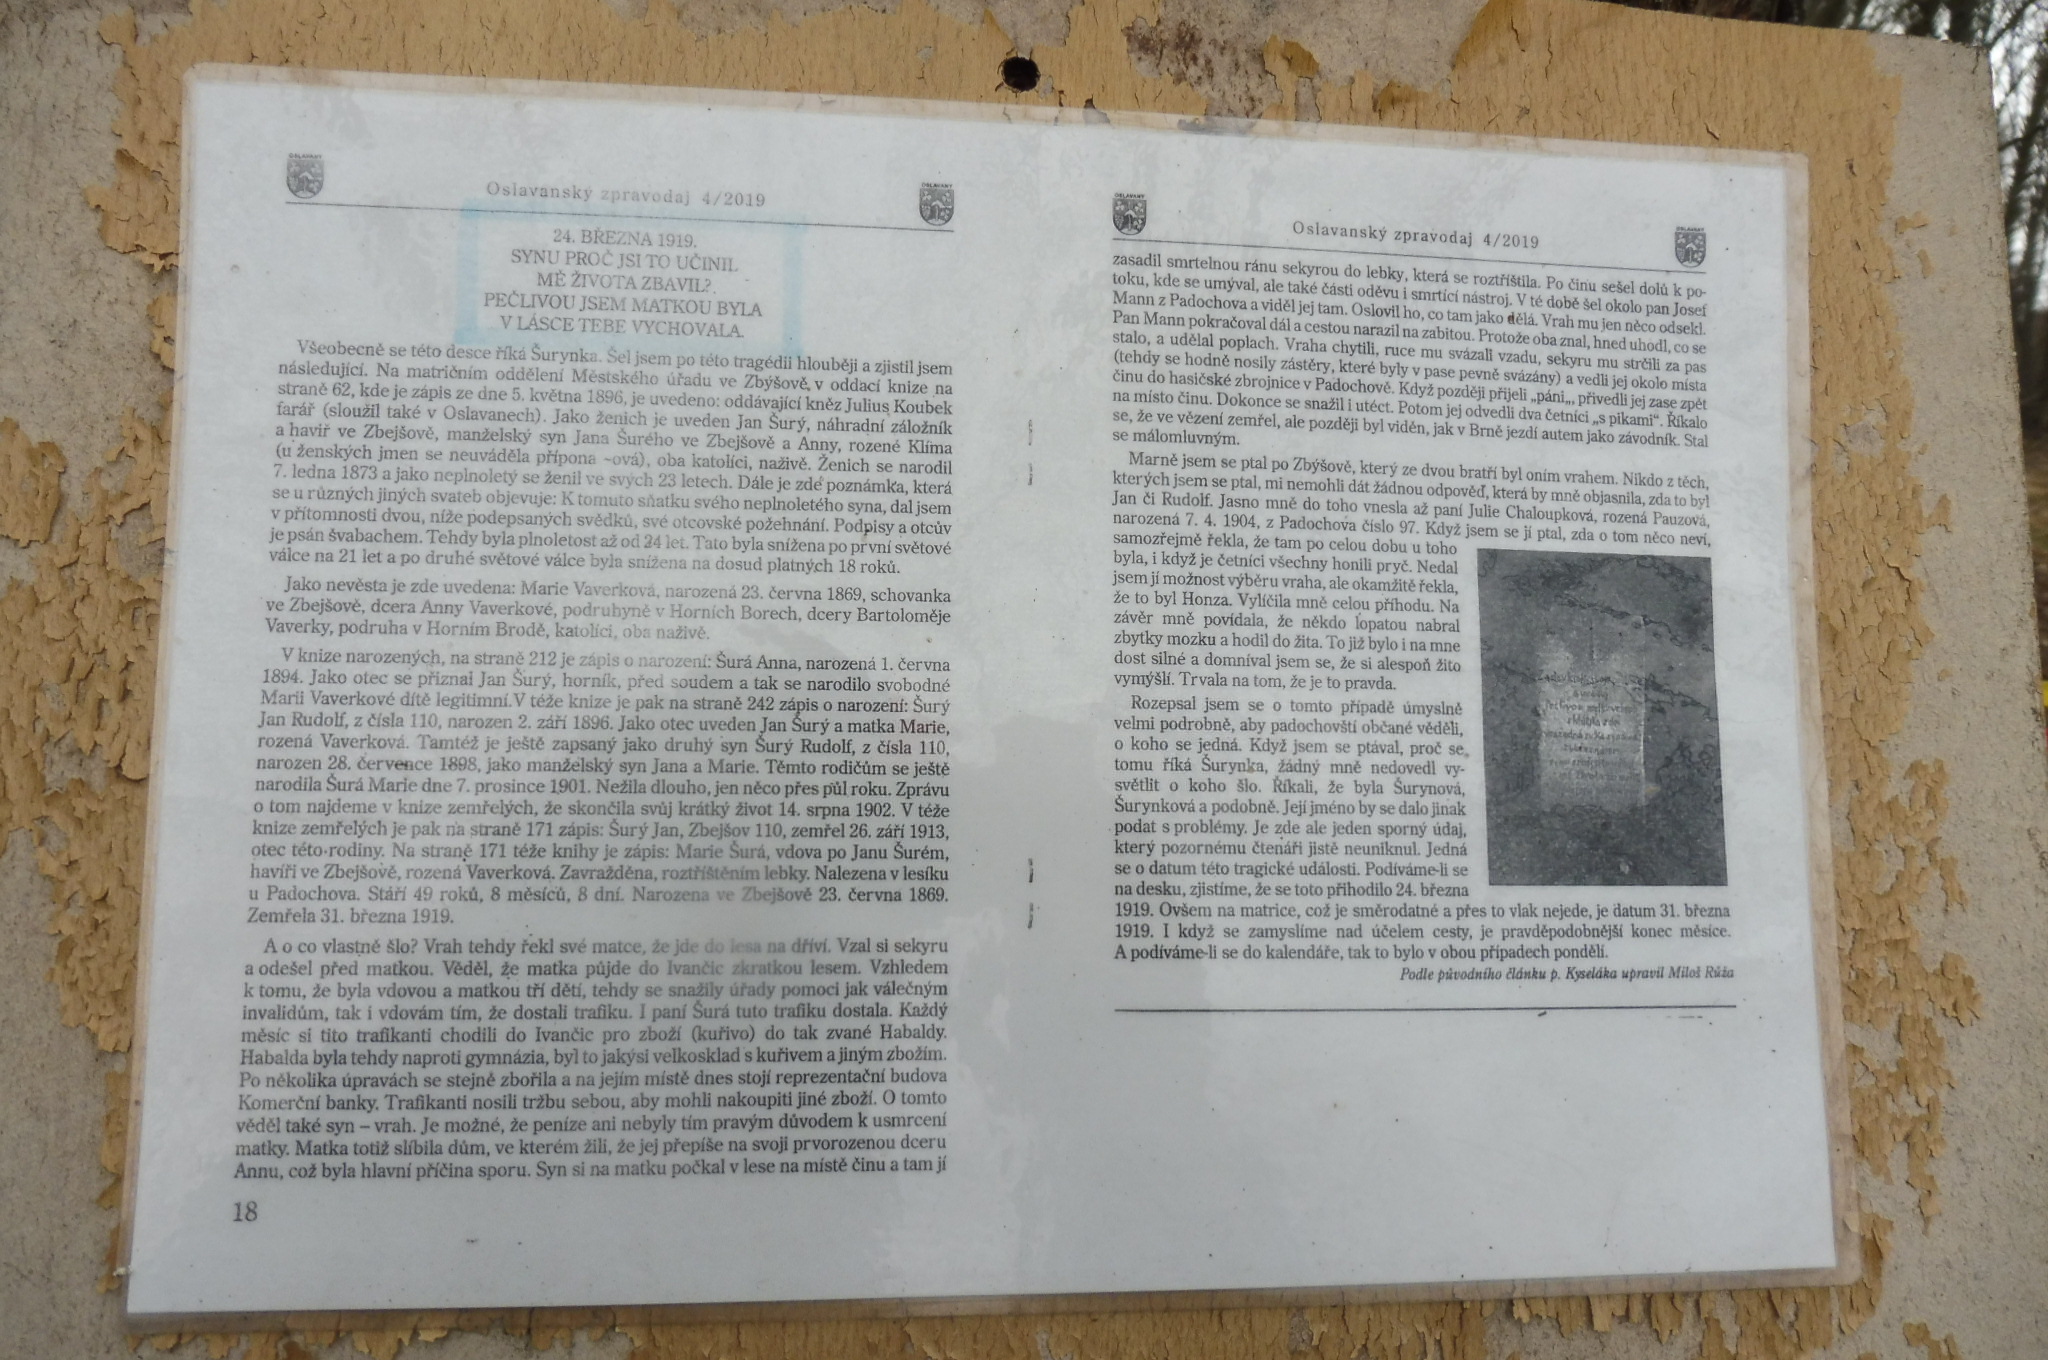 OSLAVANY
Oslavanský zpravodaj 4/2019
OSLAVANY
24. BŘEZNA 1919.
SYNU PROČ JSI TO UČINIL
MĚ ŽIVOTA ZBAVIL?.
PEČLIVOU JSEM MATKOU BYLA
V LÁSCE TEBE VYCHOVALA.
Všeobecně se této desce říká Šurynka. Šel jsem po této tragédii hlouběji a zjistil jsem
následující. Na matričním oddělení Městského úřadu ve Zbýšově, v oddací knize na
straně 62, kde je zápis ze dne 5. května 1896, je uvedeno: oddávající kněz Julius Koubek
farář (sloužil také v Oslavanech). Jako ženich je uveden Jan Šurý, náhradní záložník
a havíř ve Zbejšově, manželský syn Jana Šurého ve Zbejšově a Anny, rozené Klíma
(u ženských jmen se neuváděla přípona ~ová), oba katolíci, naživě. Ženich se narodil
7. ledna 1873 a jako neplnoletý se ženil ve svých 23 letech. Dále je zde poznámka, která
se u různých jiných svateb objevuje: K tomuto sňatku svého neplnoletého syna, dal jsem
v přítomnosti dvou, níže podepsaných svědků, své otcovské požehnání. Podpisy a otcův
je psán švabachem. Tehdy byla plnoletost až od 24 let. Tato byla snížena po první světové
válce na 21 let a po druhé světové válce byla snížena na dosud platných 18 roků.
Jako nevěsta je zde uvedena: Marie Vaverková, narozená 23. června 1869, schovanka
ve Zbejšově, dcera Anny Vaverkové, podruhyně v Horních Borech, dcery Bartoloměje
Vaverky, podruha v Horním Brodě, katolíci, oba naživě.
V knize narozených, na straně 212 je zápis o narození: Šurá Anna, narozená 1. června
1894. Jako otec se přiznal Jan Šurý, horník, před soudem a tak se narodilo svobodné
Marii Vaverkové dítě legitimní. V téže knize je pak na straně 242 zápis o narození: Šurý
Jan Rudolf, z čísla 110, narozen 2. září 1896. Jako otec uveden Jan Šurý a matka Marie,
rozená Vaverková. Tamtéž je ještě zapsaný jako druhý syn Šurý Rudolf, z čísla 110,
narozen 28. července 1898, jako manželský syn Jana a Marie. Těmto rodičům se ještě
narodila Šurá Marie dne 7. prosince 1901. Nežila dlouho, jen něco přes půl roku. Zprávu
o tom najdeme v knize zemřelých, že skončila svůj krátký život 14. srpna 1902. V téže
knize zemřelých je pak na straně 171 zápis: Šurý Jan, Zbejšov 110, zemřel 26. září 1913,
otec této rodiny. Na straně 171 téže knihy je zápis: Marie Šurá, vdova po Janu Šurém,
havíři ve Zbejšově, rozená Vaverková. Zavražděna, roztříštěním lebky. Nalezena v lesíku
u Padochova. Stáří 49 roků, 8 měsíců, 8 dní. Narozena ve Zbejšově 23. června 1869.
Zemřela 31. března 1919.
A o co vlastně šlo? Vrah tehdy řekl své matce, že jde do lesa na dříví. Vzal si sekyru
a odešel před matkou. Věděl, že matka půjde do Ivančic zkratkou lesem. Vzhledem
k tomu, že byla vdovou a matkou tří dětí, tehdy se snažily úřady pomoci jak válečným
invalidům, tak i vdovám tím, že dostali trafiku. I paní Šurá tuto trafiku dostala. Každý
měsíc si tito trafikanti chodili do Ivančic pro zboží (kuřivo) do tak zvané Habaldy.
Habalda byla tehdy naproti gymnázia, byl to jakýsi velkosklad s kuřivem a jiným zbožím.
Po několika úpravách se stejně zbořila a na jejím místě dnes stojí reprezentační budova
Komerční banky. Trafikanti nosili tržbu sebou, aby mohli nakoupiti jiné zboží. O tomto
věděl také syn – vrah. Je možné, že peníze ani nebyly tím pravým důvodem k usmrcení
matky. Matka totiž slíbila dům, ve kterém žili, že jej přepíše na svoji prvorozenou dceru
Annu, což byla hlavní příčina sporu. Syn si na matku počkal v lese na místě činu a tam jí
18
OSLAVANY
Oslavanský zpravodaj 4/2019
OSLAVANY
zasadil smrtelnou ránu sekyrou do lebky, která se roztříštila. Po činu sešel dolů k po-
toku, kde se umýval, ale také části oděvu i smrtící nástroj. V té době šel okolo pan Josef
Mann z Padochova a viděl jej tam. Oslovil ho, co tam jako dělá. Vrah mu jen něco odsekl.
Pan Mann pokračoval dál a cestou narazil na zabitou. Protože oba znal, hned uhodl, co se
stalo, a udělal poplach. Vraha chytili, ruce mu svázali vzadu, sekyru mu strčili za pas
(tehdy se hodně nosily zástěry, které byly v pase pevně svázány) a vedli jej okolo místa
činu do hasičské zbrojnice v Padochově. Když později přijeli „páni„, přivedli jej zase zpět
na místo činu. Dokonce se snažil i utéct. Potom jej odvedli dva četníci „s pikami“. Říkalo
se, že ve vězení zemřel, ale později byl viděn, jak v Brně jezdí autem jako závodník. Stal
se málomluvným.
Marně jsem se ptal po Zbýšově, který ze dvou bratří byl oním vrahem. Nikdo z těch,
kterých jsem se ptal, mi nemohli dát žádnou odpověď, která by mně objasnila, zda to byl
Jan či Rudolf. Jasno mně do toho vnesla až paní Julie Chaloupková, rozená Pauzová,
narozená 7. 4. 1904, z Padochova číslo 97. Když jsem se jí ptal, zda o tom něco neví,
samozřejmě řekla, že tam po celou dobu u toho
byla, i když je četníci všechny honili pryč. Nedal
jsem jí možnost výběru vraha, ale okamžitě řekla,
že to byl Honza. Vylíčila mně celou příhodu. Na
závěr mně povídala, že někdo lopatou nabral
zbytky mozku a hodil do žita. To již bylo i na mne
dost silné a domníval jsem se, že si alespoň žito
vymýšlí. Trvala na tom, že je to pravda.
Rozepsal jsem se o tomto případě úmyslně
velmi podrobně, aby padochovští občané věděli,
o koho se jedná. Když jsem se ptával, proč se
tomu říká Šurynka, žádný mně nedovedl vy-
světlit o koho šlo. Říkali, že byla Šurynová,
Šurynková a podobně. Její jméno by se dalo jinak
podat s problémy. Je zde ale jeden sporný údaj,
který pozornému čtenáři jistě neuniknul. Jedná
se o datum této tragické události. Podíváme-li se
na desku, zjistíme, že se toto přihodilo 24. března
1919. Ovšem na matrice, což je směrodatné a přes to vlak nejede, je datum 31. března
1919. I když se zamyslíme nad účelem cesty, je pravděpodobnější konec měsíce.
A podíváme-li se do kalendáře, tak to bylo v obou případech pondělí.
Podle původního článku p. Kyseláka upravil Miloš Růža